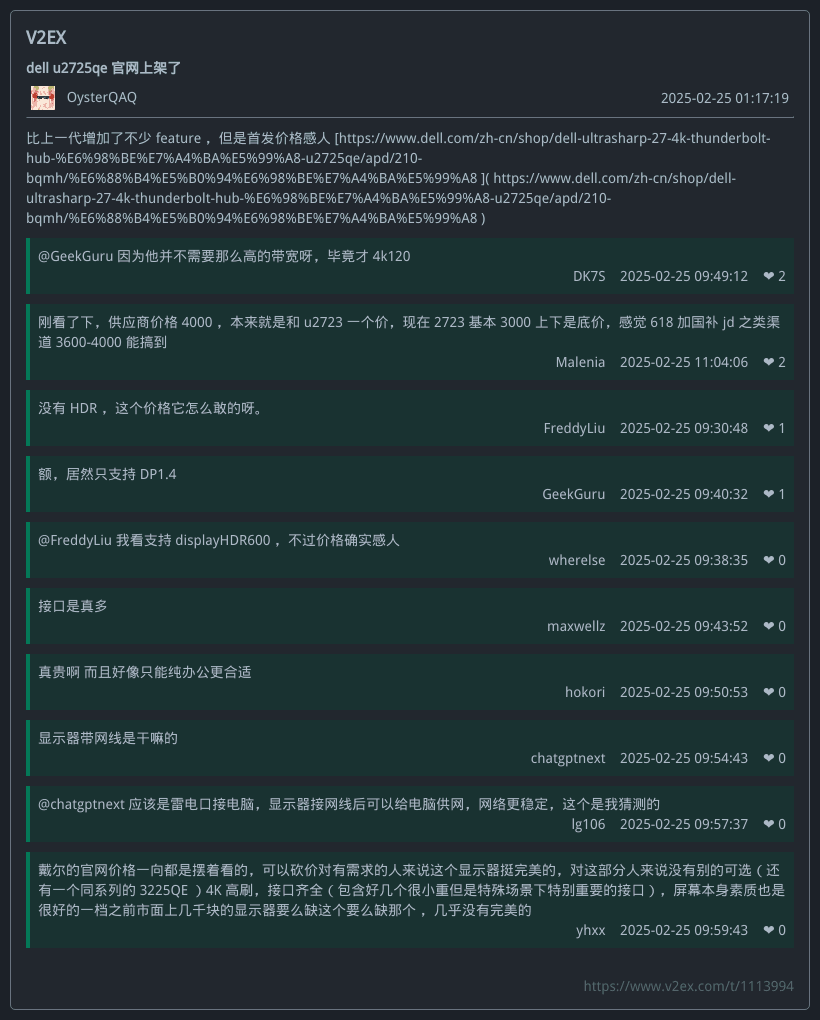 V2EX
dell u2725qe 官网上架了
OysterQAQ 2025-02-25 01:17:19
比上一代增加了不少 feature ，但是首发价格感人 [https://www.dell.com/zh-cn/shop/dell-ultrasharp-27-4k-thunderbolt-
hub-%E6%98%BE%E7%A4%BA%E5%99%A8-u2725qe/apd/210-
bqmh/%E6%88%B4%E5%B0%94%E6%98%BE%E7%A4%BA%E5%99%A8 ]( https://www.dell.com/zh-cn/shop/dell-
ultrasharp-27-4k-thunderbolt-hub-%E6%98%BE%E7%A4%BA%E5%99%A8-u2725qe/apd/210-
bqmh/%E6%88%B4%E5%B0%94%E6%98%BE%E7%A4%BA%E5%99%A8 )
@GeekGuru 因为他并不需要那么高的带宽呀，毕竟才 4k120
DK7S 2025-02-25 09:49:12 ❤ 2
刚看了下，供应商价格 4000 ，本来就是和 u2723 一个价，现在 2723 基本 3000 上下是底价，感觉 618 加国补 jd 之类渠
道 3600-4000 能搞到
Malenia 2025-02-25 11:04:06 ❤ 2
没有 HDR ，这个价格它怎么敢的呀。
FreddyLiu 2025-02-25 09:30:48 ❤ 1
额，居然只支持 DP1.4
GeekGuru 2025-02-25 09:40:32 ❤ 1
@FreddyLiu 我看支持 displayHDR600 ，不过价格确实感人
wherelse 2025-02-25 09:38:35 ❤ 0
接口是真多
maxwellz 2025-02-25 09:43:52 ❤ 0
真贵啊 而且好像只能纯办公更合适
hokori 2025-02-25 09:50:53 ❤ 0
显示器带网线是干嘛的
chatgptnext 2025-02-25 09:54:43 ❤ 0
@chatgptnext 应该是雷电口接电脑，显示器接网线后可以给电脑供网，网络更稳定，这个是我猜测的
lg106 2025-02-25 09:57:37 ❤ 0
戴尔的官网价格一向都是摆着看的，可以砍价对有需求的人来说这个显示器挺完美的，对这部分人来说没有别的可选（还
有一个同系列的 3225QE ）4K 高刷，接口齐全（包含好几个很小重但是特殊场景下特别重要的接口），屏幕本身素质也是
很好的一档之前市面上几千块的显示器要么缺这个要么缺那个 ，几乎没有完美的
yhxx 2025-02-25 09:59:43 ❤ 0
https://www.v2ex.com/t/1113994